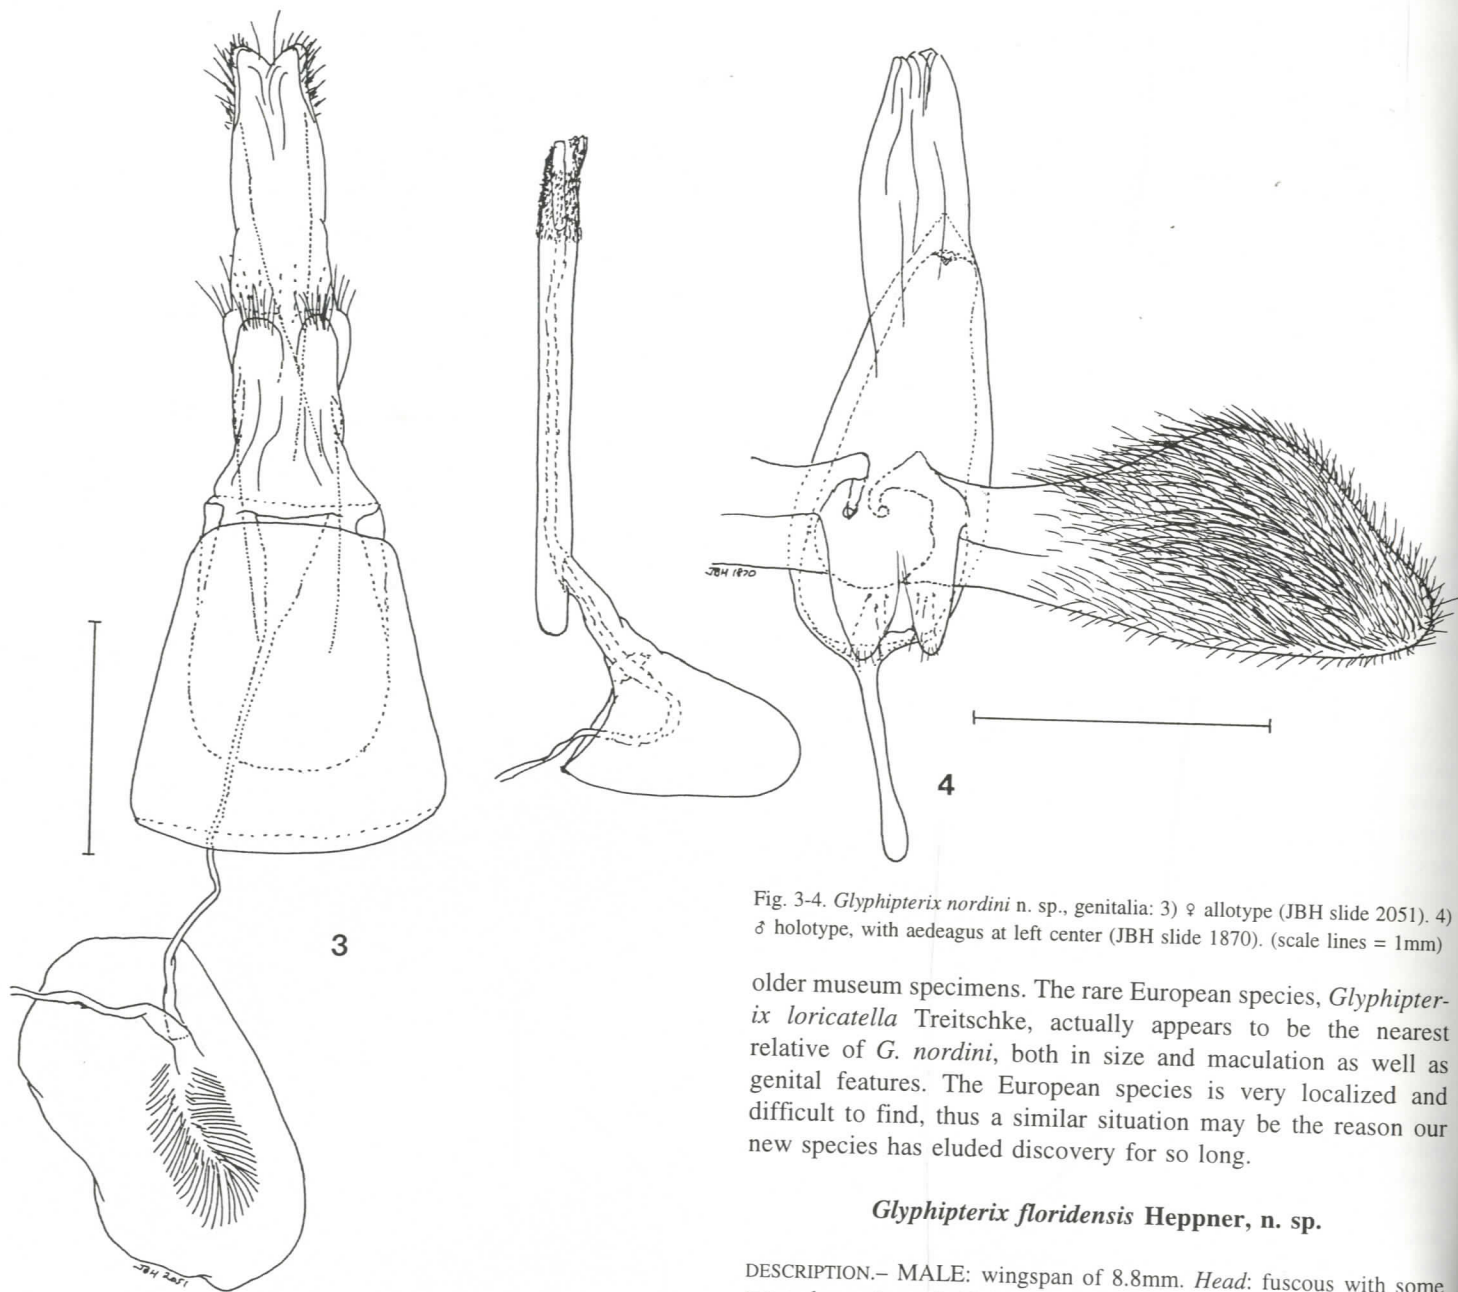 JBH 1870
4
3
JBH 2051
Fig. 3-4. Glyphipterix nordini n. sp., genitalia: 3) ♀ allotype (JBH slide 2051). 4)
♂ holotype, with aedeagus at left center (JBH slide 1870). (scale lines = 1mm)
older museum specimens. The rare European species, Glyphipter-
ix loricatella Treitschke, actually appears to be the nearest
relative of G. nordini, both in size and maculation as well as
genital features. The European species is very localized and
difficult to find, thus a similar situation may be the reason our
new species has eluded discovery for so long.
Glyphipterix floridensis Heppner, n. sp.
DESCRIPTION.– MALE: wingspan of 8.8mm. Head: fuscous with some